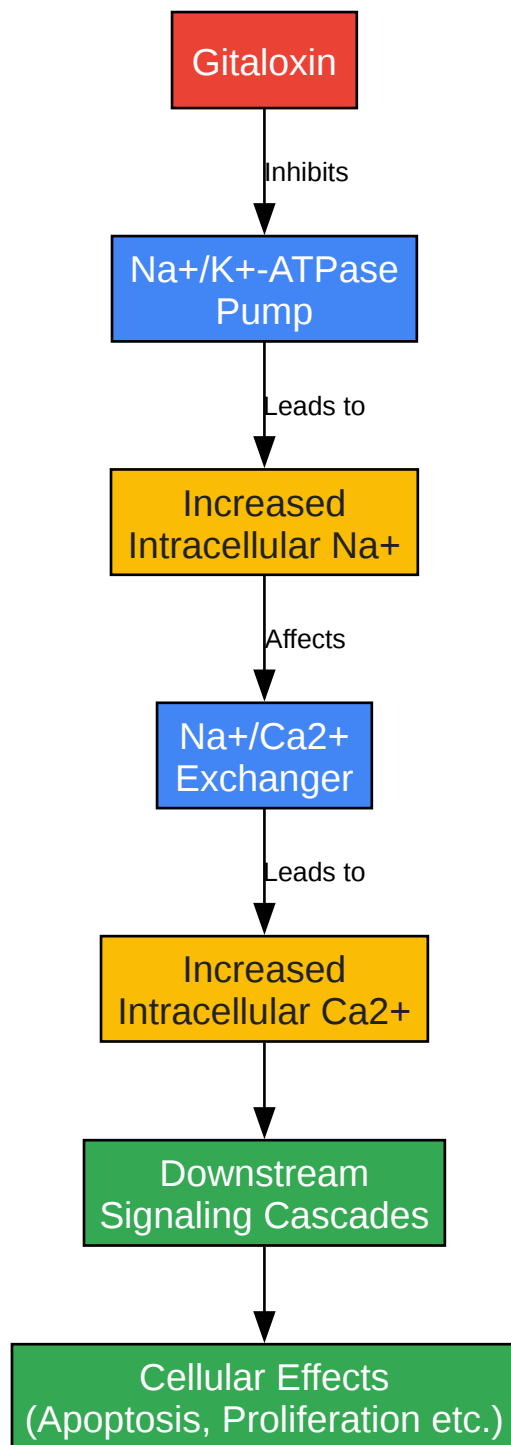 Gitaloxin
Inhibits
Na+/K+-ATPase
Pump
Leads to
Increased
Intracellular Na+
Affects
Na+/Ca2+
Exchanger
Leads to
Increased
Intracellular Ca2+
Downstream
Signaling Cascades
Cellular Effects
(Apoptosis, Proliferation etc.)